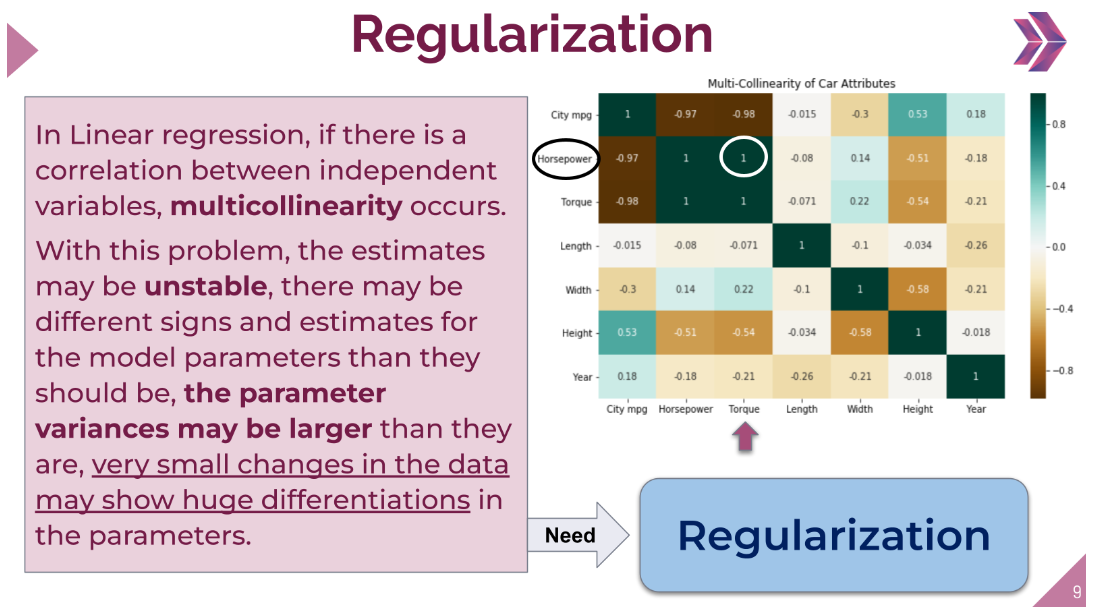 Regularization
In Linear regression, if there is a
correlation between independent
variables, multicollinearity occurs.
With this problem, the estimates
may be unstable, there may be
different signs and estimates for
the model parameters than they
should be, the parameter
variances may be larger than they
are, very small changes in the data
may show huge differentiations in
the parameters.
Multi-Collinearity of Car Attributes
City mpg 1 -0.97 -0.98 -0.015 -0.3 0.53 0.18
Horsepower -0.97 1 1 -0.08 0.14 -0.51 -0.18
Torque -0.98 1 1 -0.071 0.22 -0.54 -0.21
Length -0.015 -0.08 -0.071 1 -0.1 -0.034 -0.26
Width -0.3 0.14 0.22 -0.1 1 -0.58 -0.21
Height 0.53 -0.51 -0.54 -0.034 -0.58 1 -0.018
Year 0.18 -0.18 -0.21 -0.26 -0.21 -0.018 1
City mpg Horsepower Torque Length Width Height Year
0.8
0.4
0.0
−0.4
−0.8
Need
Regularization
9